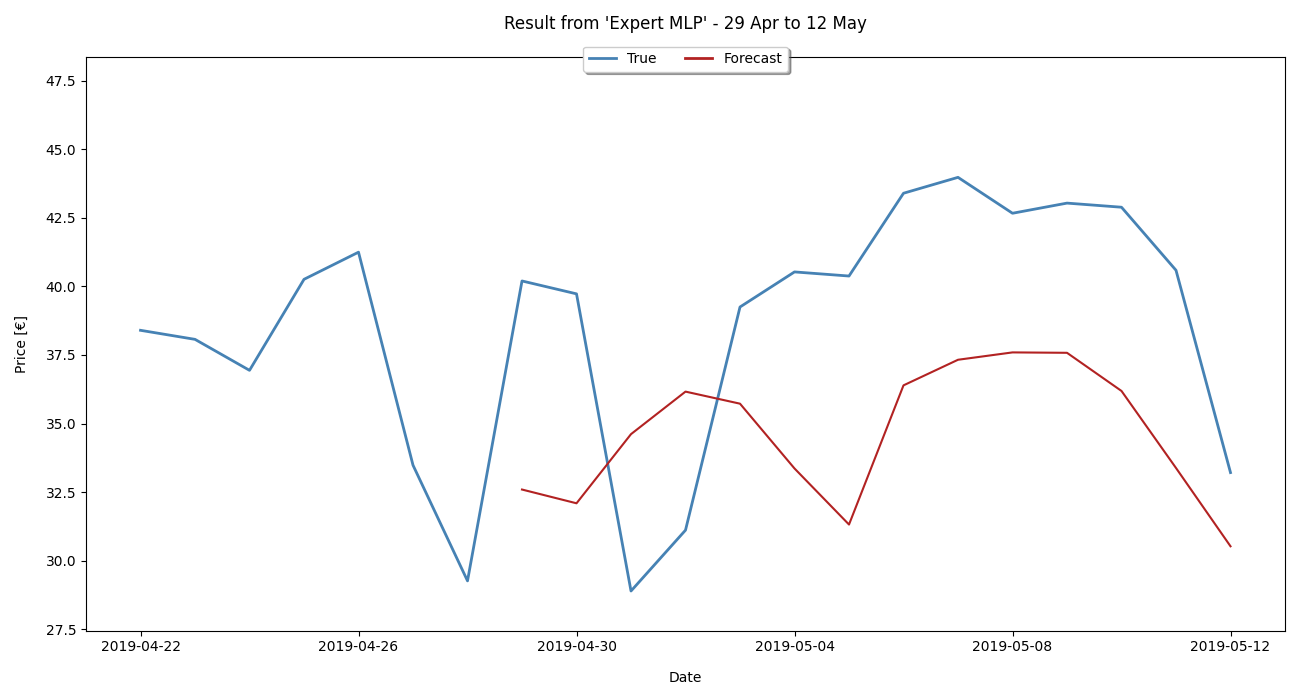 Result from 'Expert MLP' - 29 Apr to 12 May
True Forecast
47.5
45.0
42.5
40.0
37.5
35.0
32.5
30.0
27.5
Price [€]
2019-04-22 2019-04-26 2019-04-30 2019-05-04 2019-05-08 2019-05-12
Date